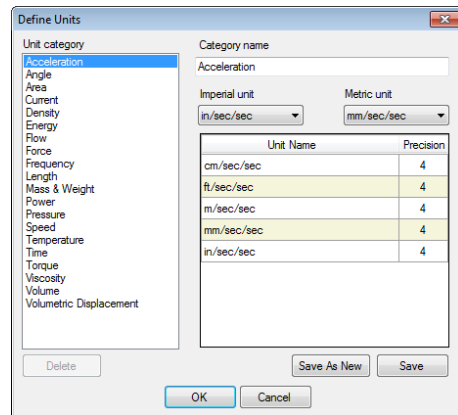 Define Units
Unit category
Category name
Acceleration
Angle
Area
Current
Density
Energy
Flow
Force
Frequency
Length
Mass & Weight
Power
Pressure
Speed
Temperature
Time
Torque
Viscosity
Volume
Volumetric Displacement
Acceleration
Imperial unit Metric unit
in/sec/sec mm/sec/sec
Unit Name Precision
cm/sec/sec 4
ft/sec/sec 4
m/sec/sec 4
mm/sec/sec 4
in/sec/sec 4
Delete Save As New Save
OK Cancel